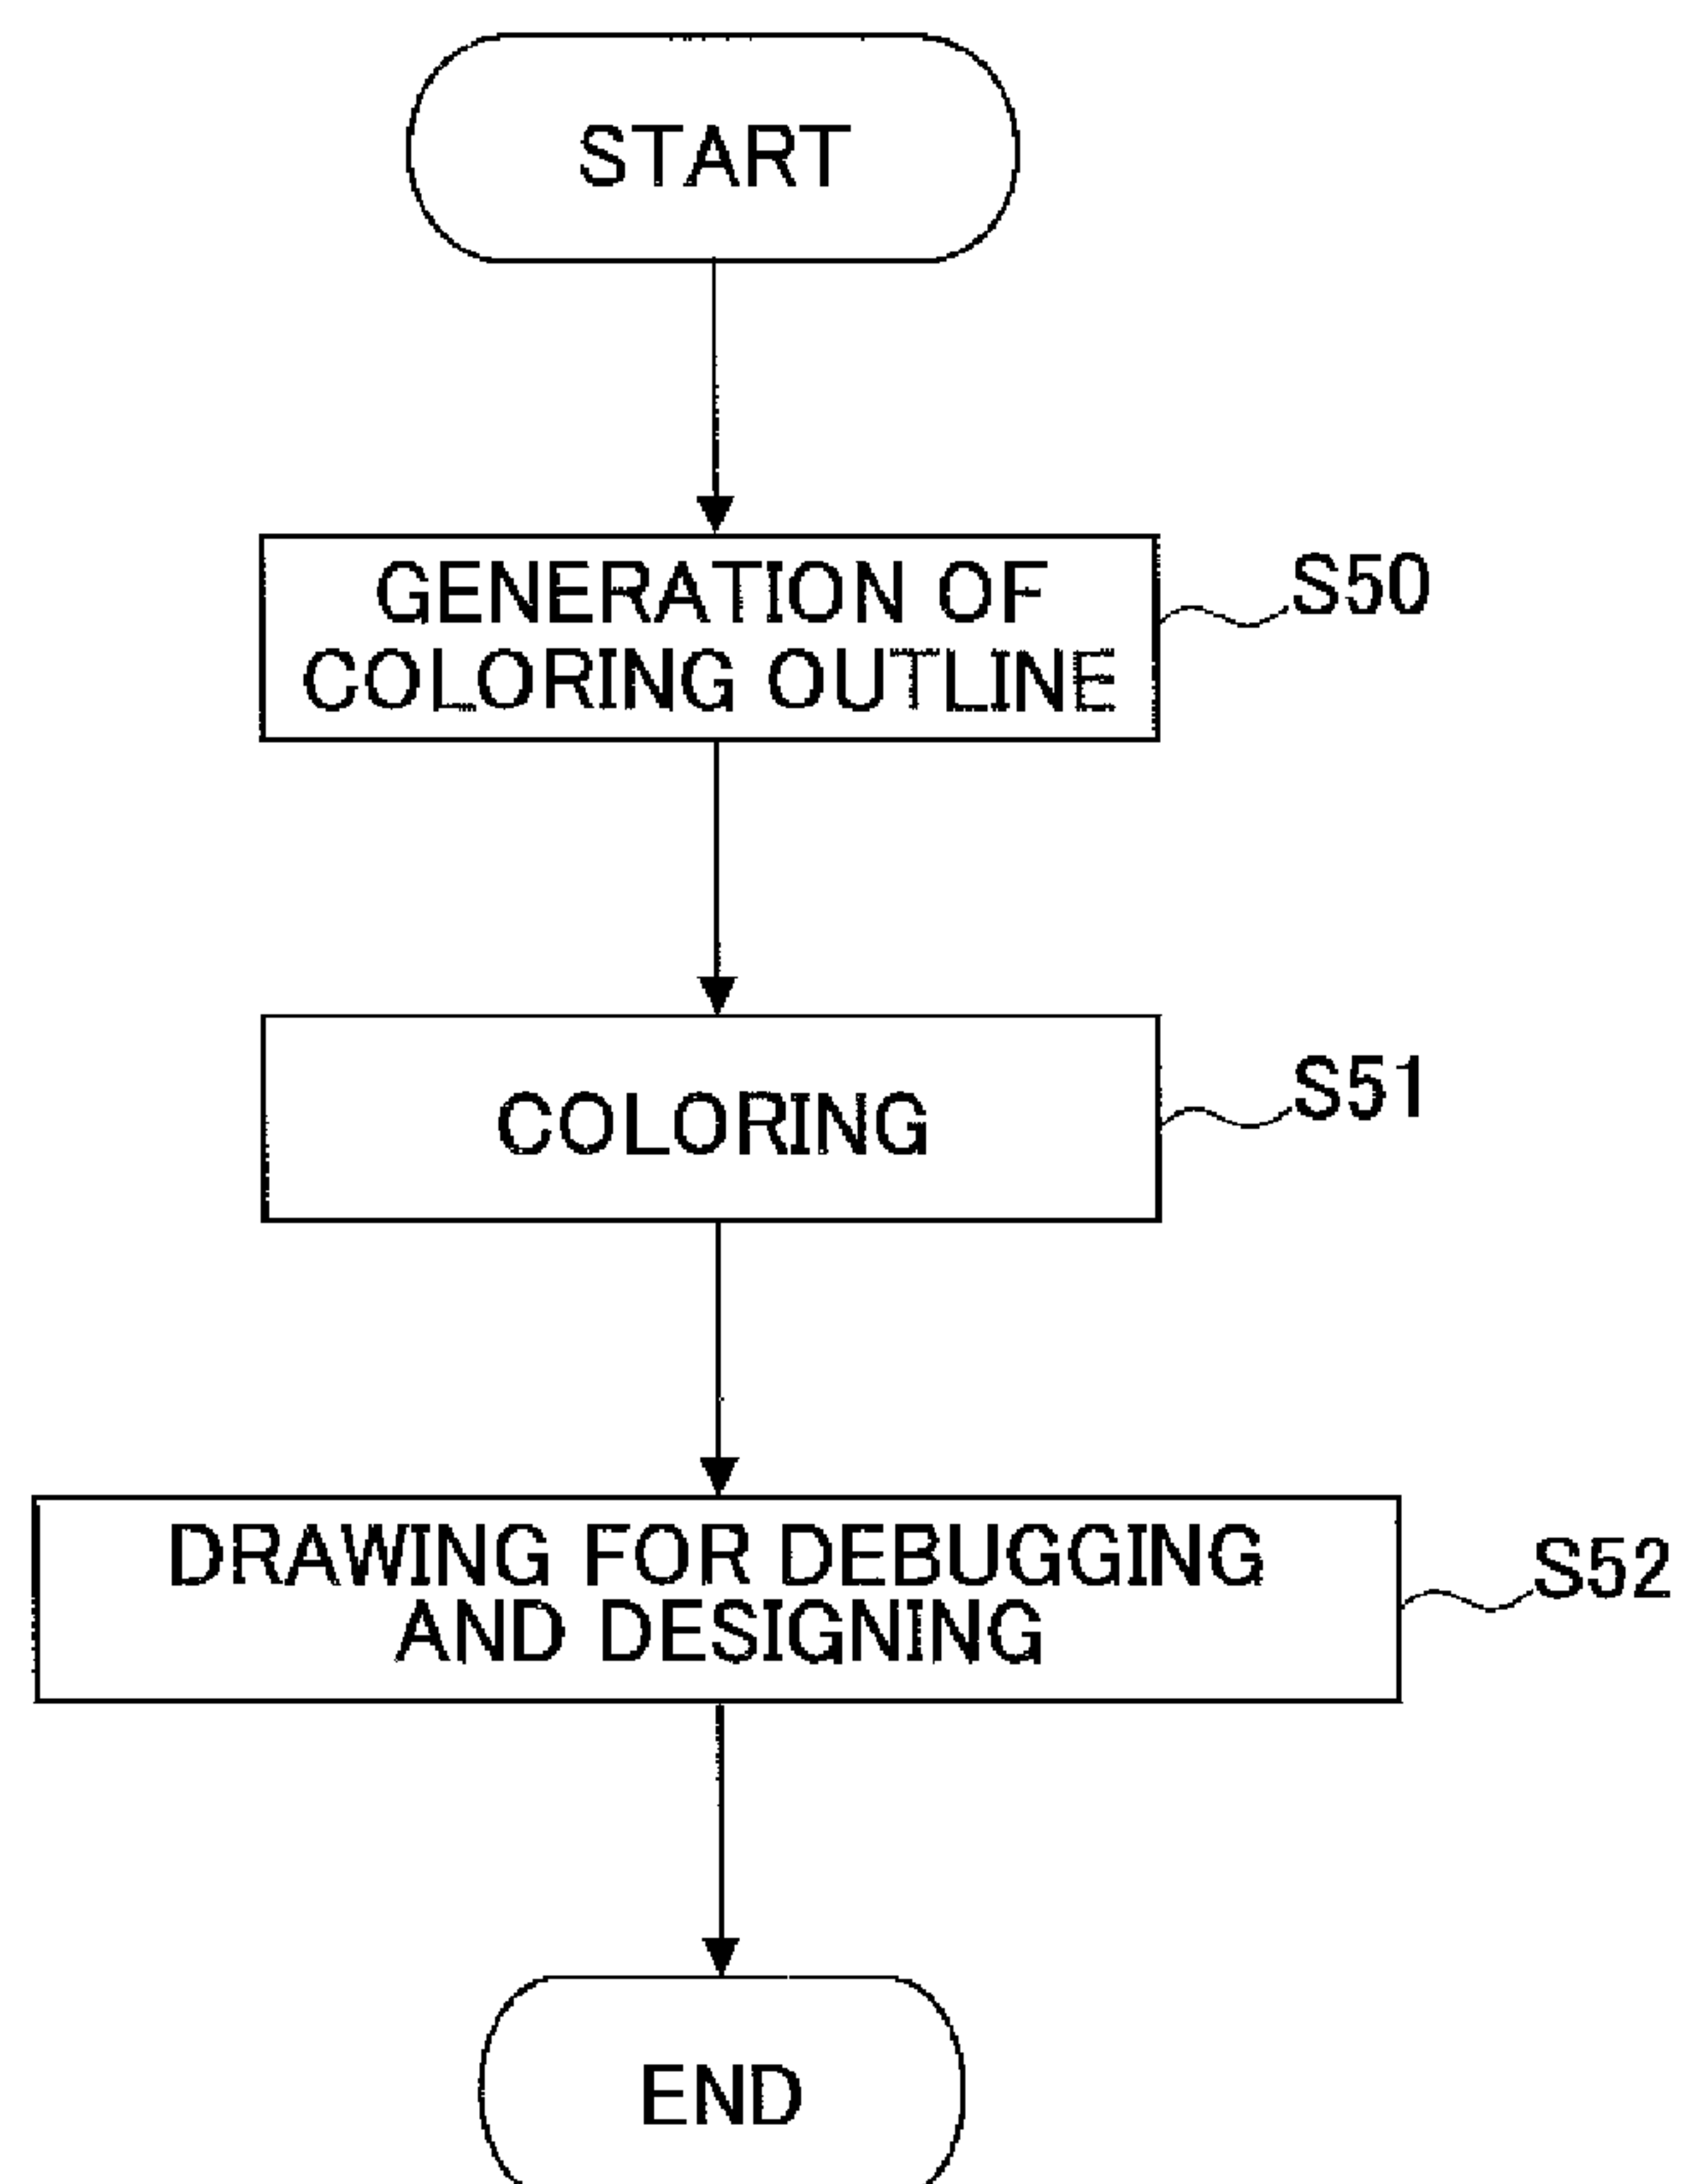 START
GENERATION OF
COLORING OUTLINE
S50
COLORING
S51
DRAWING FOR DEBUGGING
AND DESIGNING
S52
END